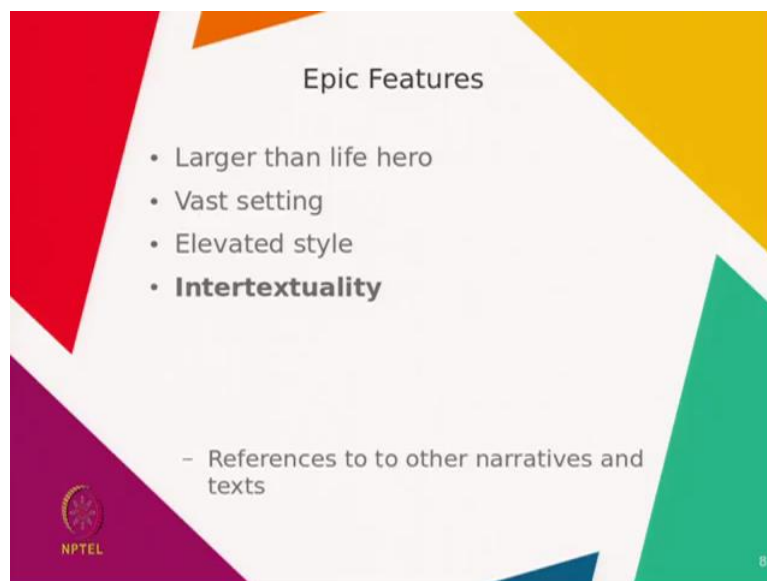 Epic Features
• Larger than life hero
• Vast setting
• Elevated style
• Intertextuality
– References to to other narratives and
texts
NPTEL
8